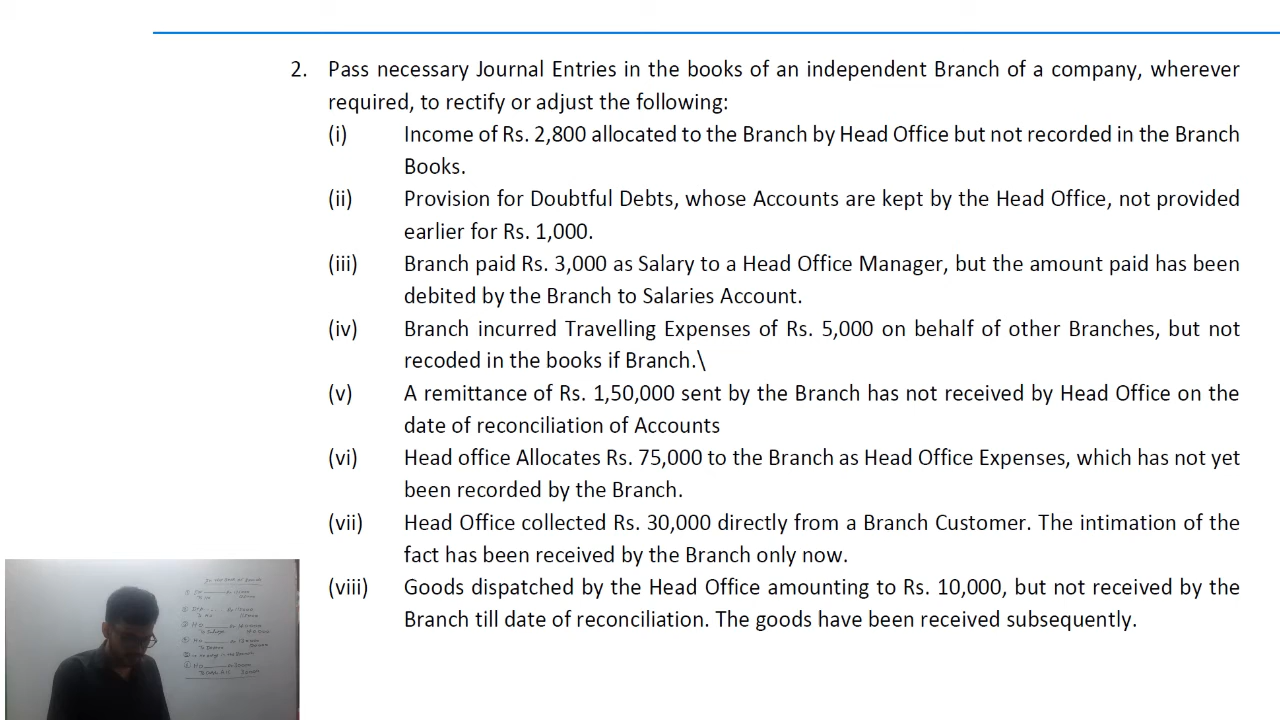 2. Pass necessary Journal Entries in the books of an independent Branch of a company, wherever
required, to rectify or adjust the following:
(i) Income of Rs. 2,800 allocated to the Branch by Head Office but not recorded in the Branch
Books.
(ii) Provision for Doubtful Debts, whose Accounts are kept by the Head Office, not provided
earlier for Rs. 1,000.
(iii) Branch paid Rs. 3,000 as Salary to a Head Office Manager, but the amount paid has been
debited by the Branch to Salaries Account.
(iv) Branch incurred Travelling Expenses of Rs. 5,000 on behalf of other Branches, but not
recoded in the books if Branch.\
(v) A remittance of Rs. 1,50,000 sent by the Branch has not received by Head Office on the
date of reconciliation of Accounts
(vi) Head office Allocates Rs. 75,000 to the Branch as Head Office Expenses, which has not yet
been recorded by the Branch.
(vii) Head Office collected Rs. 30,000 directly from a Branch Customer. The intimation of the
fact has been received by the Branch only now.
(viii) Goods dispatched by the Head Office amounting to Rs. 10,000, but not received by the
Branch till date of reconciliation. The goods have been received subsequently.